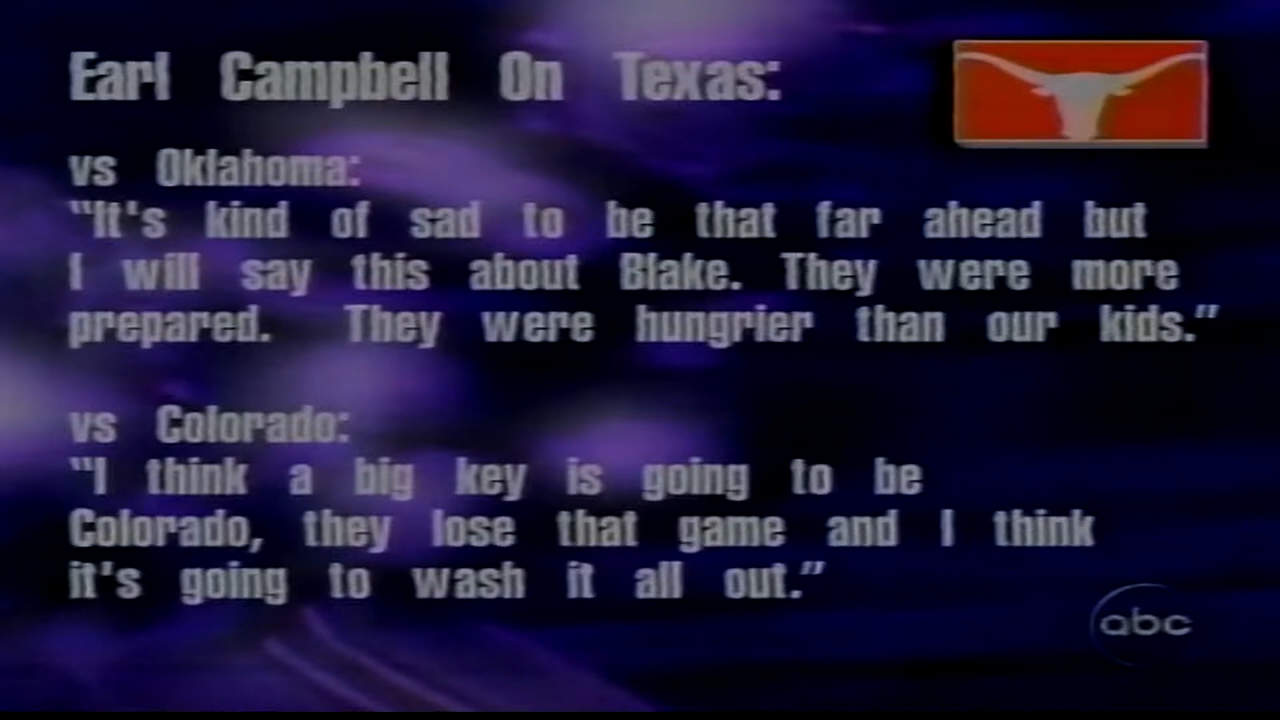 Earl Campbell On Texas:
vs Oklahoma:
“It's kind of sad to be that far ahead but
I will say this about Blake. They were more
prepared. They were hungrier than our kids.”
vs Colorado:
“I think a big key is going to be
Colorado, they lose that game and I think
it's going to wash it all out.”
abc